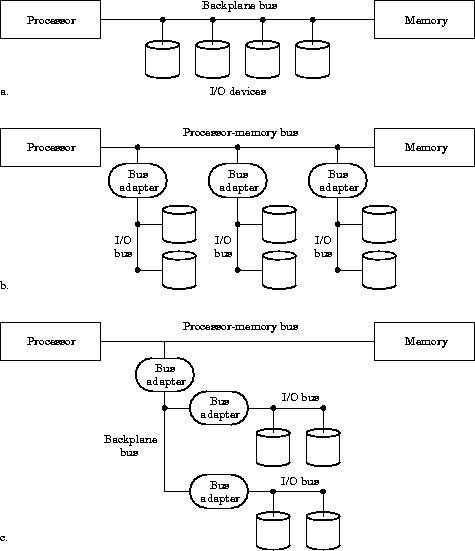 Backplane bus
Processor
Memory
I/O devices
a.
Processor-memory bus
Processor
Memory
Bus
adapter
Bus
adapter
Bus
adapter
I/O
bus
I/O
bus
I/O
bus
b.
Processor-memory bus
Processor
Memory
Bus
adapter
Bus
adapter
I/O bus
Backplane
bus
Bus
adapter
I/O bus
c.